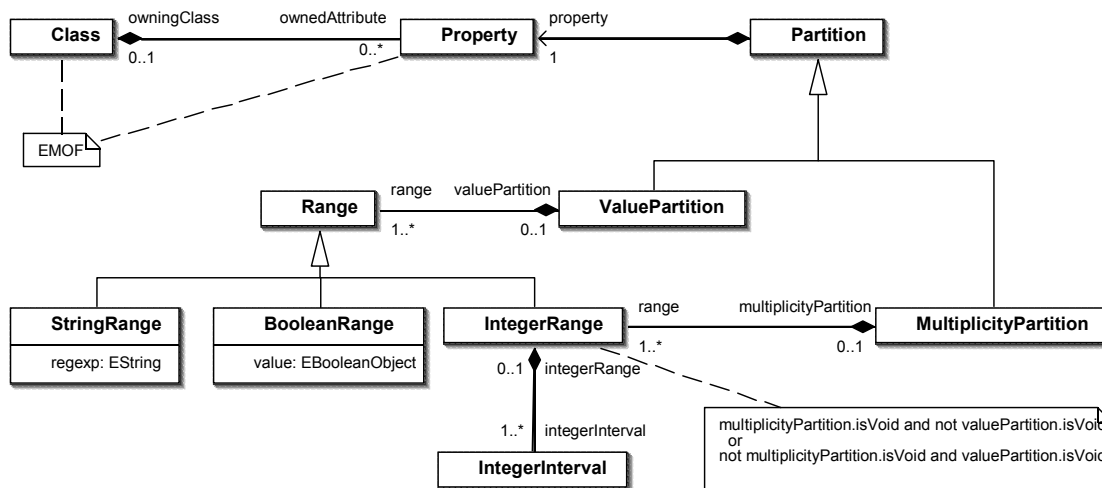 owningClass ownedAttribute property
Class Property Partition
0..1 0..* 1
EMOF
range valuePartition
Range ValuePartition
1..* 0..1
range multiplicityPartition
StringRange BooleanRange IntegerRange MultiplicityPartition
regexp: EString value: EBooleanObject 1..* 0..1
0..1 integerRange
multiplicityPartition.isVoid and not valuePartition.isVoid
or
1..* integerInterval not multiplicityPartition.isVoid and valuePartition.isVoid
IntegerInterval